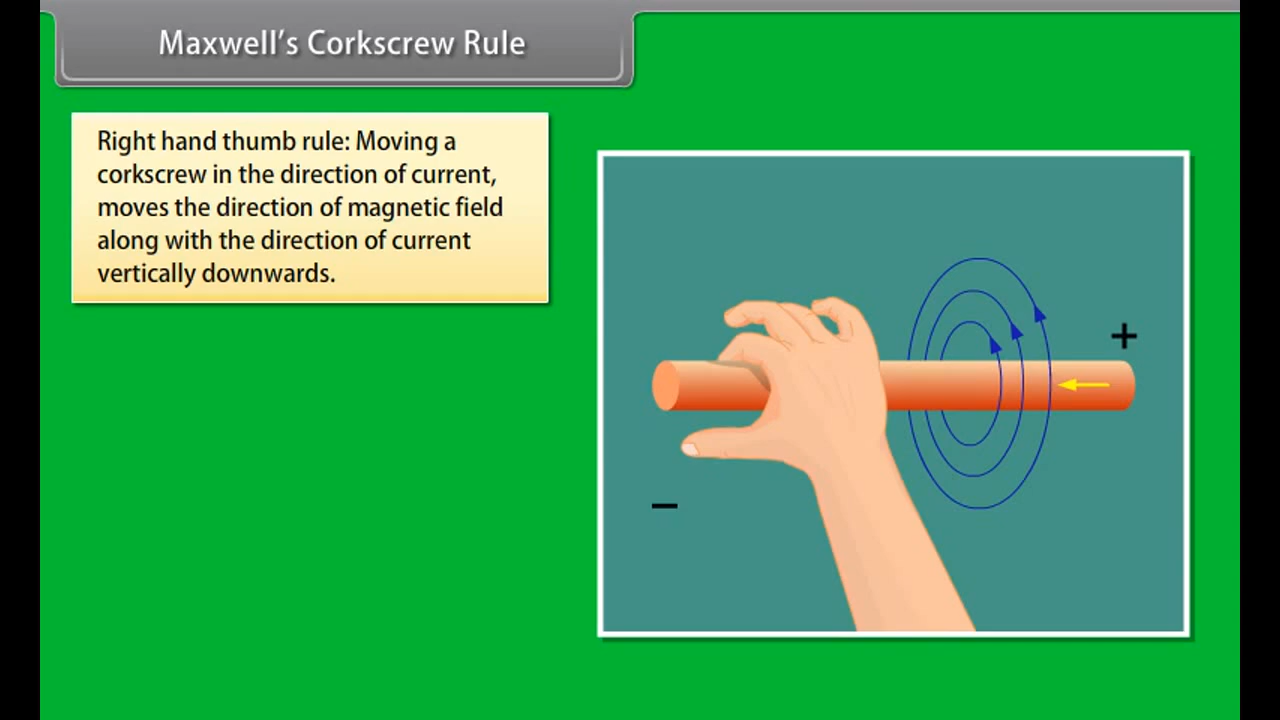 Maxwell's Corkscrew Rule
Right hand thumb rule: Moving a
corkscrew in the direction of current,
moves the direction of magnetic field
along with the direction of current
vertically downwards.
+
−